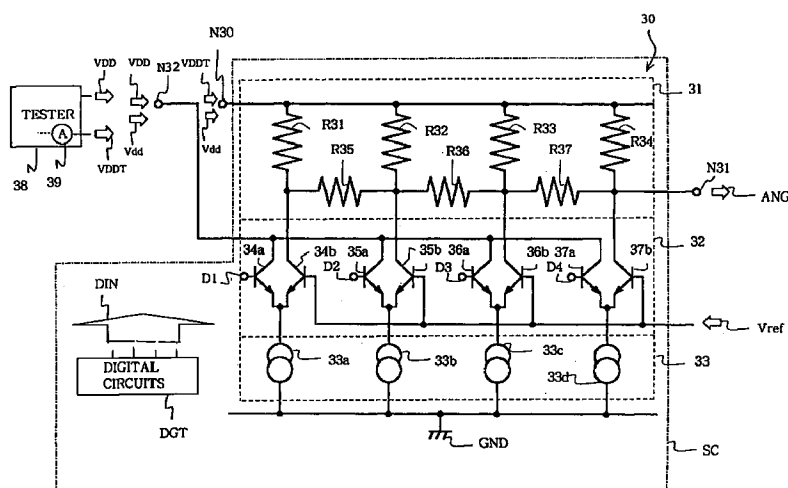 30
N30
VDD
VDD
N32
VDDT
31
TESTER
A
R31
R32
R33
R34
Vdd
Vdd
VDDT
38
39
R35
R36
R37
N31
ANG
32
34a
34b
35a
35b
36a
36b
37a
37b
D1
D2
D3
D4
DIN
Vref
33a
33b
33c
33d
33
DIGITAL
CIRCUITS
DGT
GND
SC